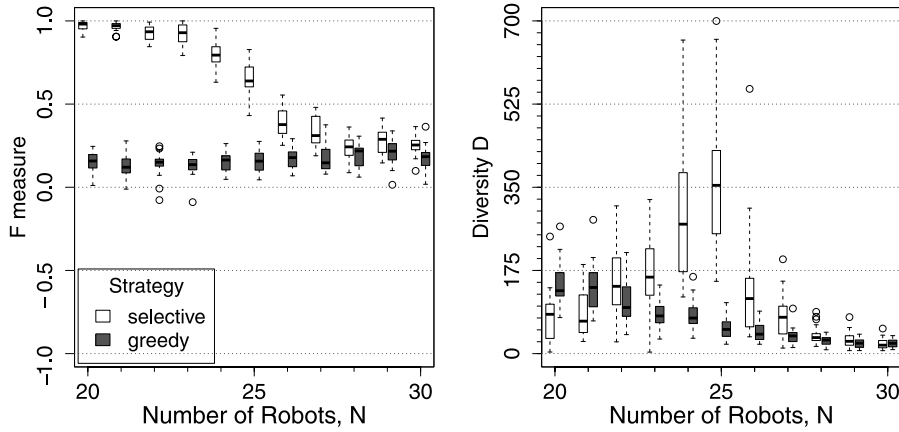 F measure
1.0
0.5
0.0
−0.5
−1.0
Strategy
selective
greedy
20
25
30
Number of Robots, N
Diversity D
700
525
350
175
0
20
25
30
Number of Robots, N